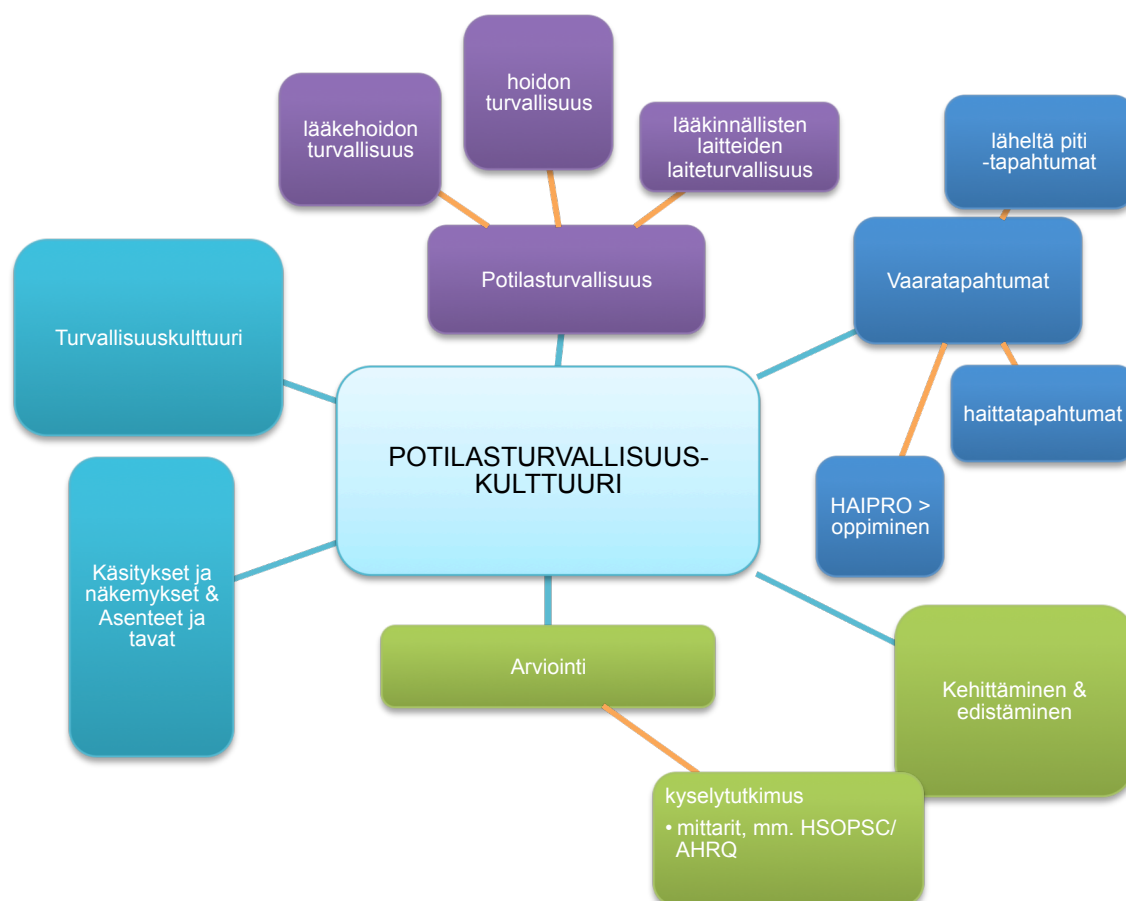 hoidon
turvallisuus
lääkehoidon
turvallisuus
lääkinnällisten
laitteiden
laiteturvallisuus
läheltä piti
-tapahtumat
Potilasturvallisuus
Vaaratapahtumat
Turvallisuuskulttuuri
haittatapahtumat
POTILASTURVALLISUUS-
KULTTUURI
HAIPRO >
oppiminen
Käsitykset ja
näkemykset &
Asenteet ja
tavat
Arviointi
Kehittäminen &
edistäminen
kyselytutkimus
• mittarit, mm. HSOPSC/
AHRQ